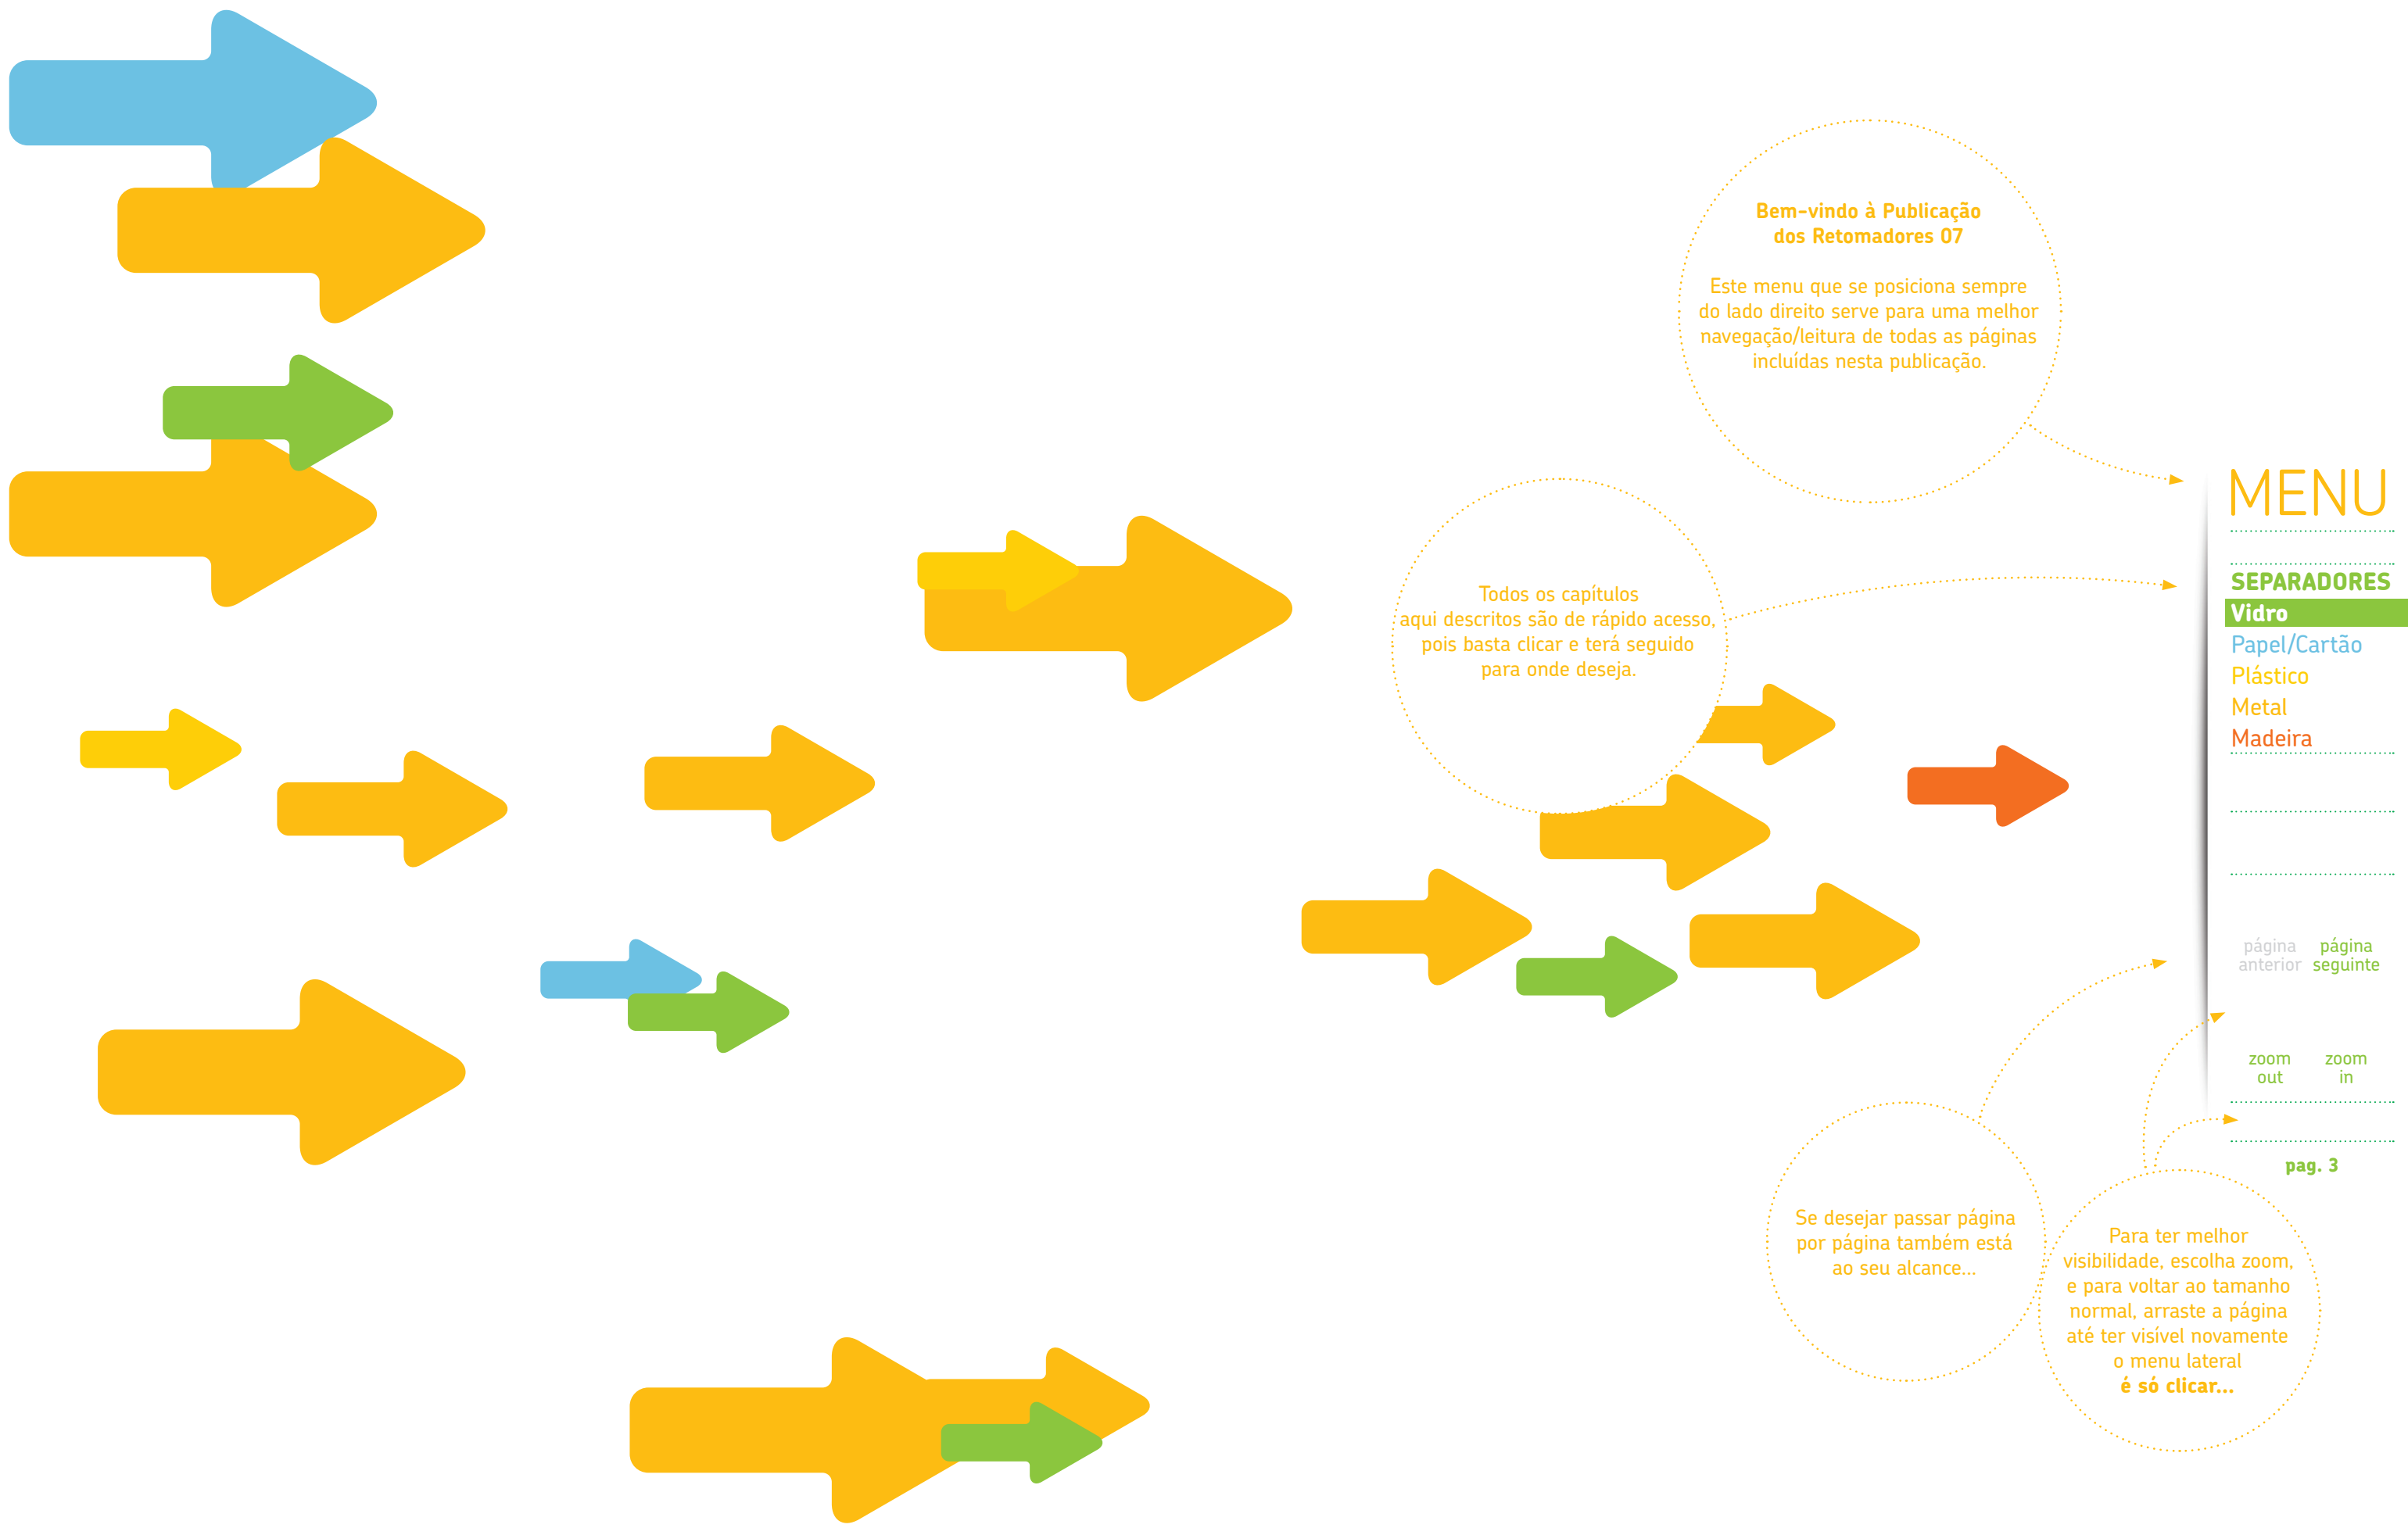 Bem-vindo à Publicação
dos Retomadores 07
Este menu que se posiciona sempre
do lado direito serve para uma melhor
navegação/leitura de todas as páginas
incluídas nesta publicação.
Todos os capítulos
aqui descritos são de rápido acesso,
pois basta clicar e terá seguido
para onde deseja.
MENU
SEPARADORES
Vidro
Papel/Cartão
Plástico
Metal
Madeira
página anterior
página seguinte
zoom out
zoom in
pag. 3
Se desejar passar página
por página também está
ao seu alcance...
Para ter melhor
visibilidade, escolha zoom,
e para voltar ao tamanho
normal, arraste a página
até ter visível novamente
o menu lateral
é só clicar...